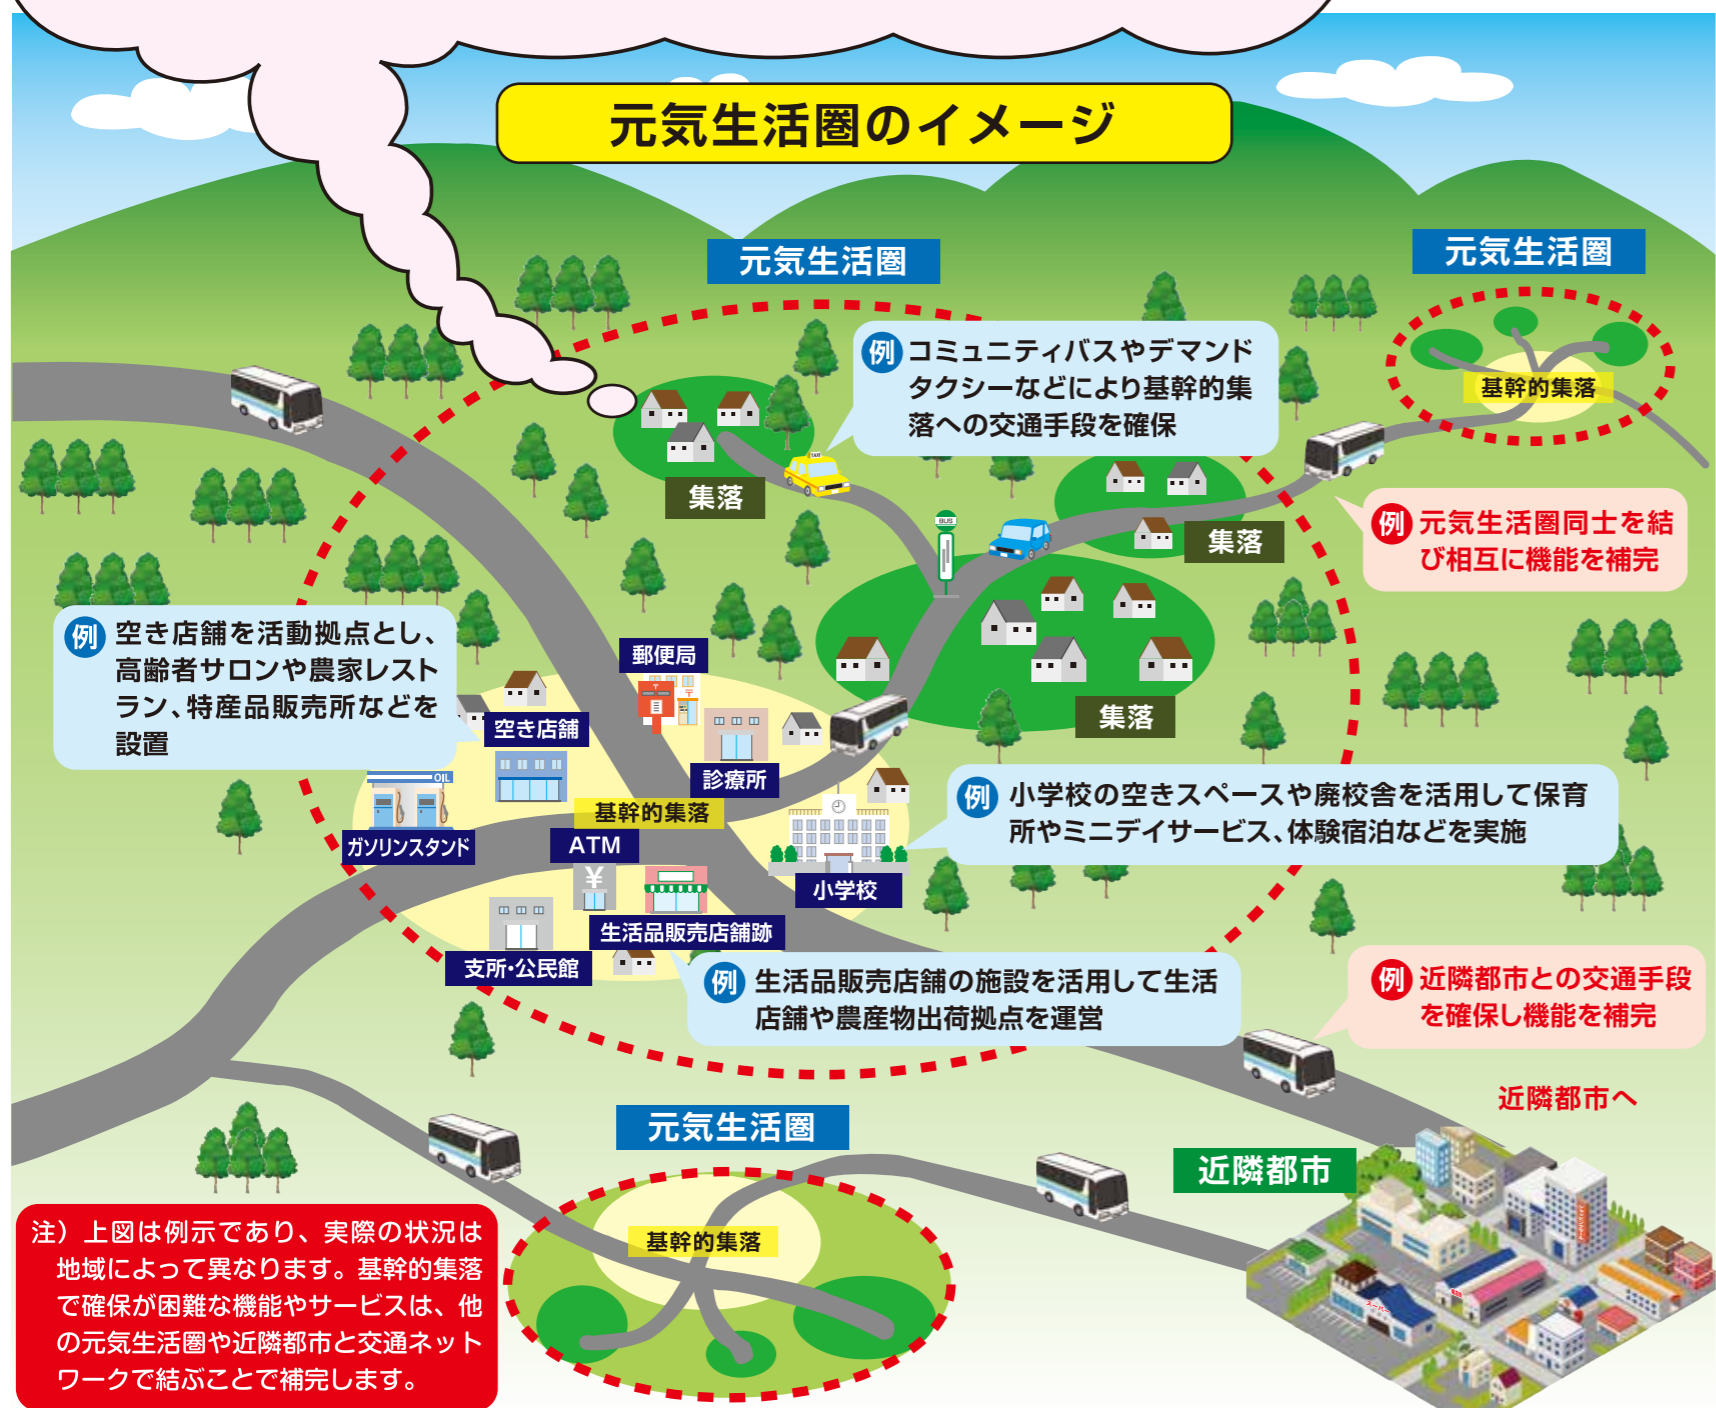 元気生活圏のイメージ
元気生活圏
元気生活圏
例 コミュニティバスやデマンド
タクシーなどにより基幹的集
落への交通手段を確保
基幹的集落
TAXI
集落
BUS
集落
例 元気生活圏同士を結
び相互に機能を補完
例 空き店舗を活動拠点とし、
高齢者サロンや農家レスト
ラン、特産品販売所などを
設置
郵便局
集落
空き店舗
診療所
OIL
ガソリンスタンド
基幹的集落
ATM
¥
小学校
例 小学校の空きスペースや廃校舎を活用して保育
所やミニデイサービス、体験宿泊などを実施
生活品販売店舗跡
支所・公民館
例 生活品販売店舗の施設を活用して生活
店舗や農産物出荷拠点を運営
例 近隣都市との交通手段
を確保し機能を補完
近隣都市へ
元気生活圏
近隣都市
基幹的集落
スーパー
注）上図は例示であり、実際の状況は
地域によって異なります。基幹的集落
で確保が困難な機能やサービスは、他
の元気生活圏や近隣都市と交通ネット
ワークで結ぶことで補完します。